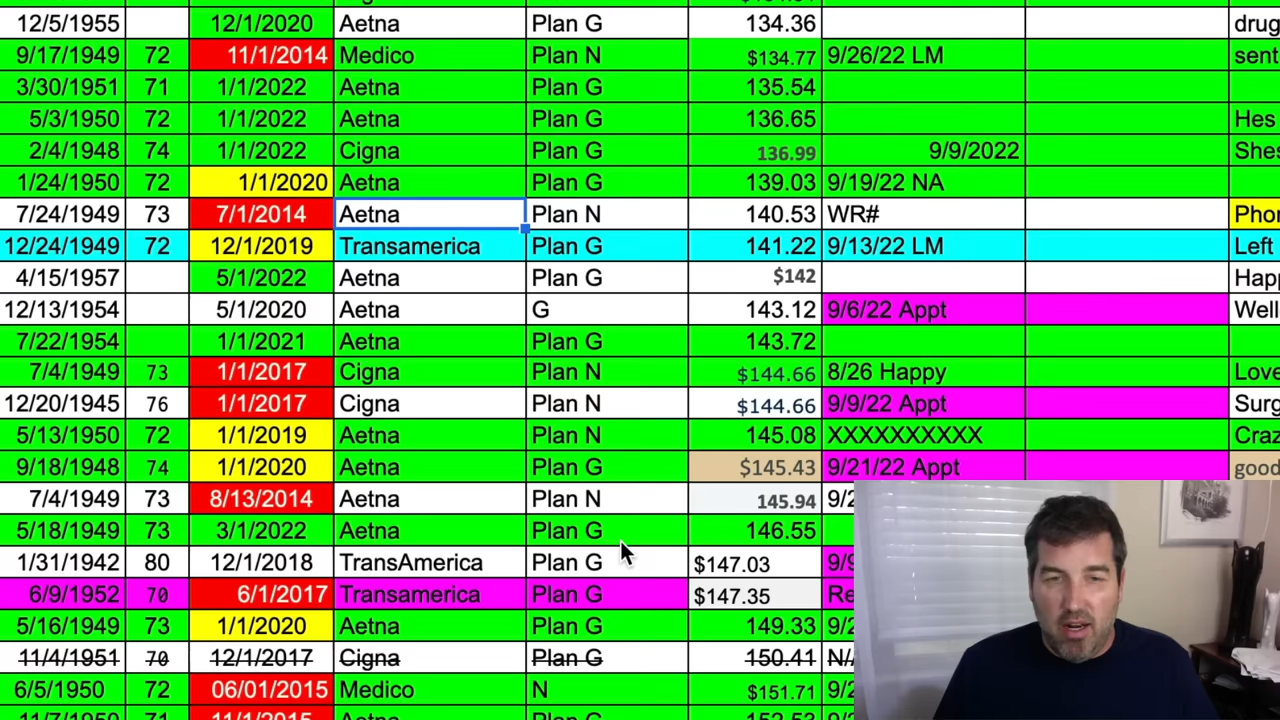 12/5/1955 12/1/2020 Aetna Plan G 134.36 drug
9/17/1949 72 11/1/2014 Medico Plan N $134.77 9/26/22 LM sent
3/30/1951 71 1/1/2022 Aetna Plan G 135.54
5/3/1950 72 1/1/2022 Aetna Plan G 136.65 Hes
2/4/1948 74 1/1/2022 Cigna Plan G 136.99 9/9/2022 Shes
1/24/1950 72 1/1/2020 Aetna Plan G 139.03 9/19/22 NA
7/24/1949 73 7/1/2014 Aetna Plan N 140.53 WR# Phor
12/24/1949 72 12/1/2019 Transamerica Plan G 141.22 9/13/22 LM Left
4/15/1957 5/1/2022 Aetna Plan G $142 Happ
12/13/1954 5/1/2020 Aetna G 143.12 9/6/22 Appt Well
7/22/1954 1/1/2021 Aetna Plan G 143.72
7/4/1949 73 1/1/2017 Cigna Plan N $144.66 8/26 Happy Love
12/20/1945 76 1/1/2017 Cigna Plan N $144.66 9/9/22 Appt Surg
5/13/1950 72 1/1/2019 Aetna Plan N 145.08 XXXXXXXXXX Craz
9/18/1948 74 1/1/2020 Aetna Plan G $145.43 9/21/22 Appt good
7/4/1949 73 8/13/2014 Aetna Plan N 145.94 9/2
5/18/1949 73 3/1/2022 Aetna Plan G 146.55
1/31/1942 80 12/1/2018 TransAmerica Plan G $147.03 9/9
6/9/1952 70 6/1/2017 Transamerica Plan G $147.35 Re
5/16/1949 73 1/1/2020 Aetna Plan G 149.33 9/2
11/4/1951 70 12/1/2017 Cigna Plan G 150.41 N/
6/5/1950 72 06/01/2015 Medico N $151.71 9/2